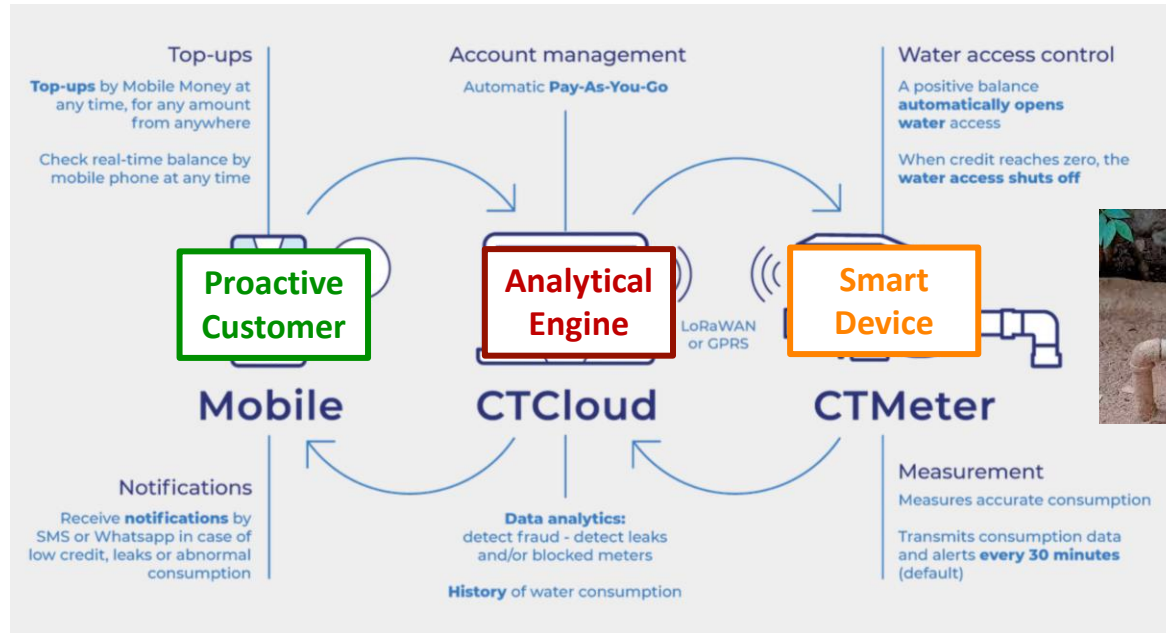 Top-ups
Top-ups by Mobile Money at
any time, for any amount
from anywhere
Check real-time balance by
mobile phone at any time
Account management
Automatic Pay-As-You-Go
Water access control
A positive balance
automatically opens
water access
When credit reaches zero, the
water access shuts off
Proactive
Customer
Analytical
Engine
LoRaWAN
or GPRS
Smart
Device
Mobile
CTCloud
CTMeter
Notifications
Receive notifications by
SMS or Whatsapp in case of
low credit, leaks or abnormal
consumption
Data analytics:
detect fraud - detect leaks
and/or blocked meters
History of water consumption
Measurement
Measures accurate consumption
Transmits consumption data
and alerts every 30 minutes
(default)